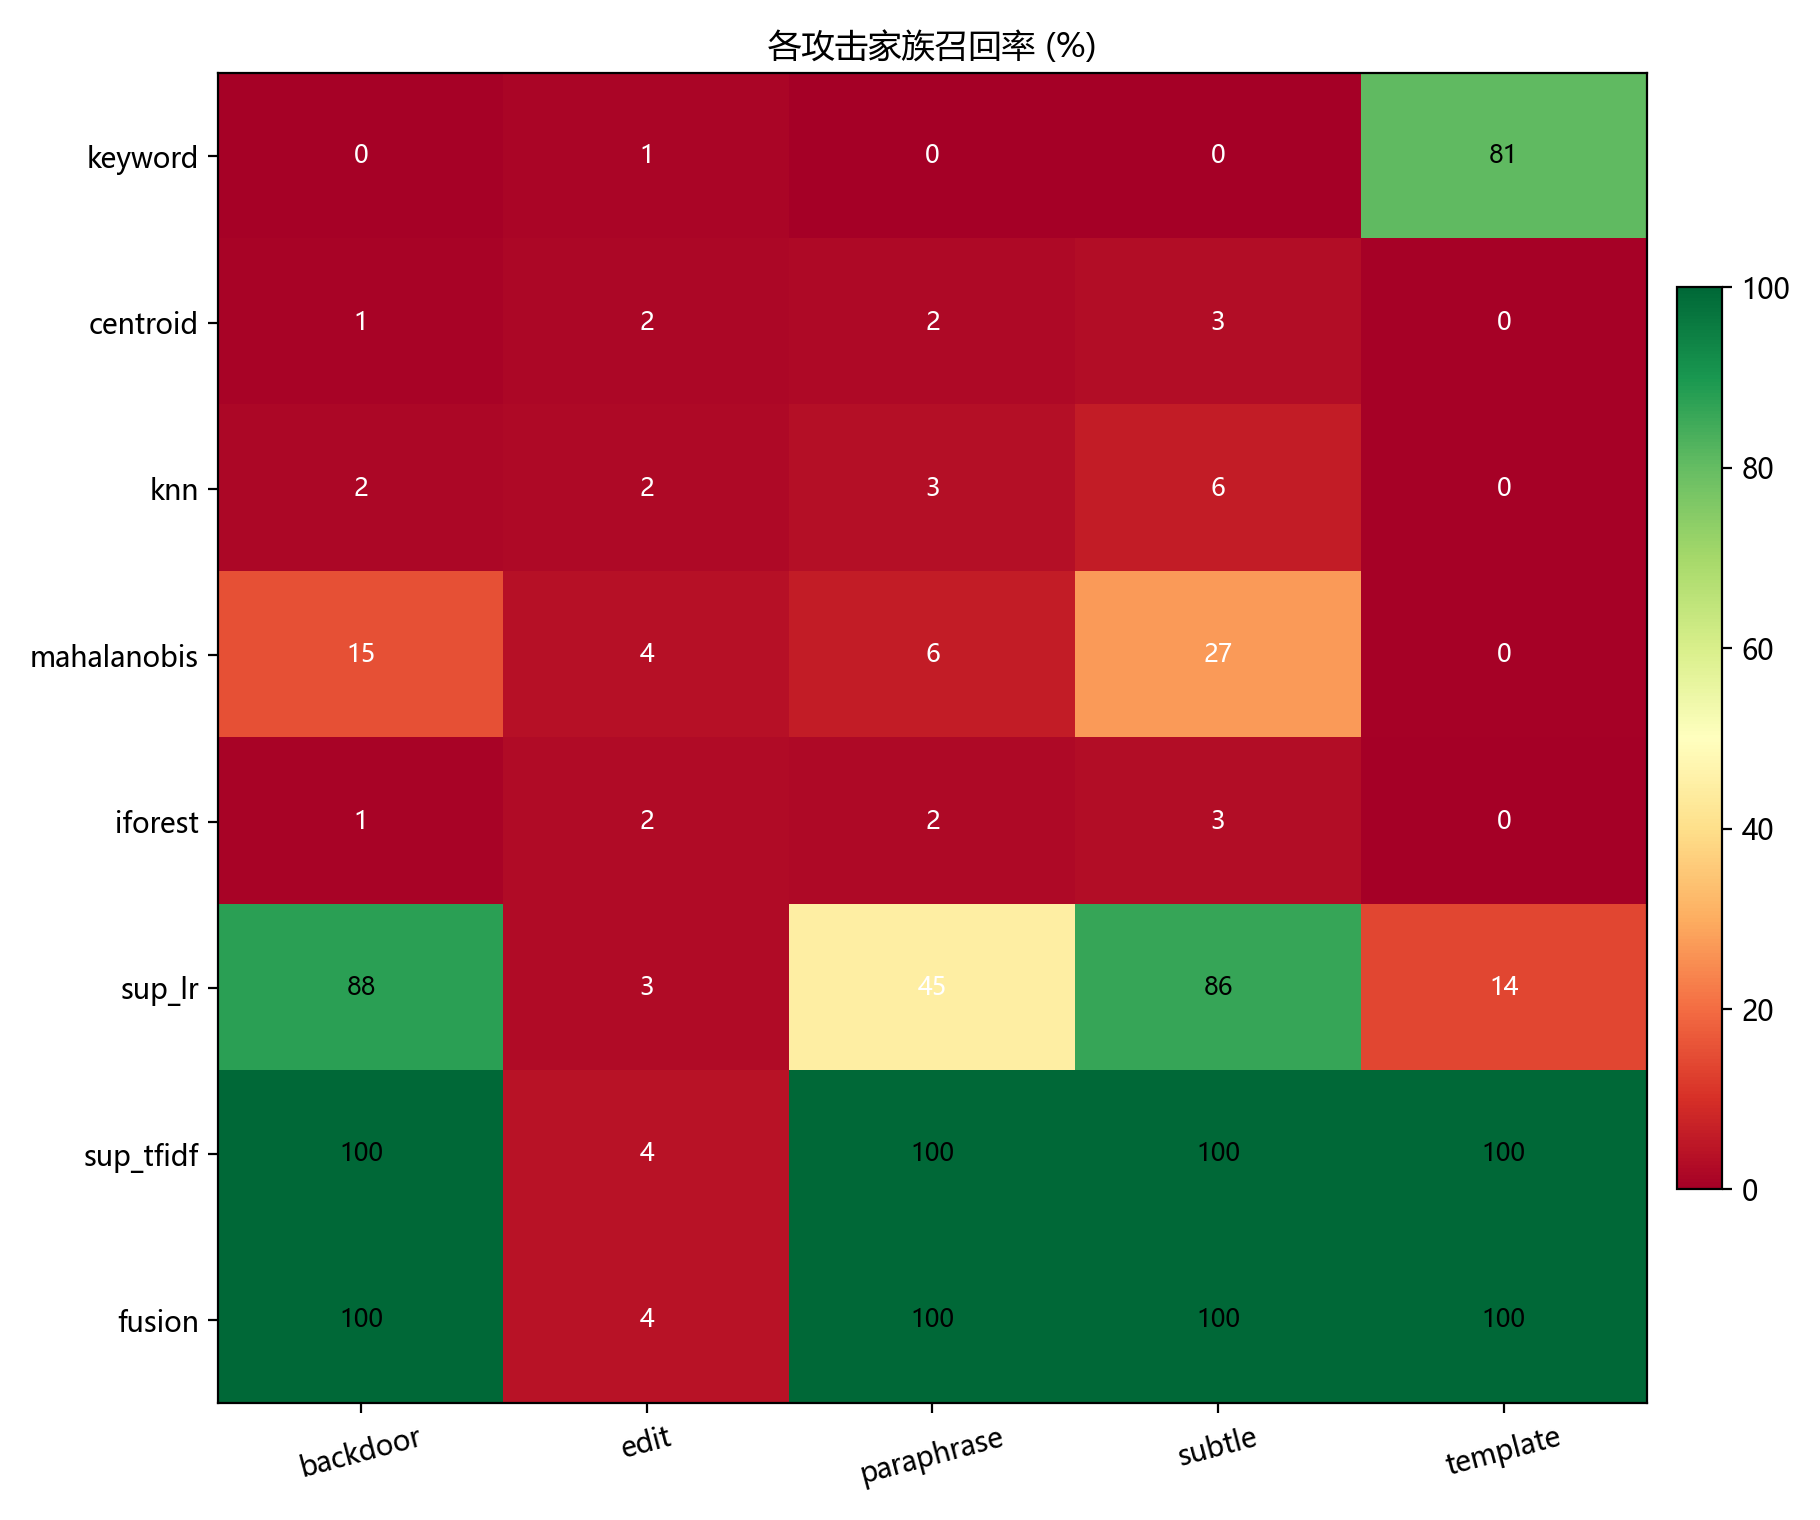 各攻击家族召回率 (%)
keyword 0 1 0 0 81
centroid 1 2 2 3 0
knn 2 2 3 6 0
mahalanobis 15 4 6 27 0
iforest 1 2 2 3 0
sup_lr 88 3 45 86 14
sup_tfidf 100 4 100 100 100
fusion 100 4 100 100 100
backdoor edit paraphrase subtle template
100
80
60
40
20
0